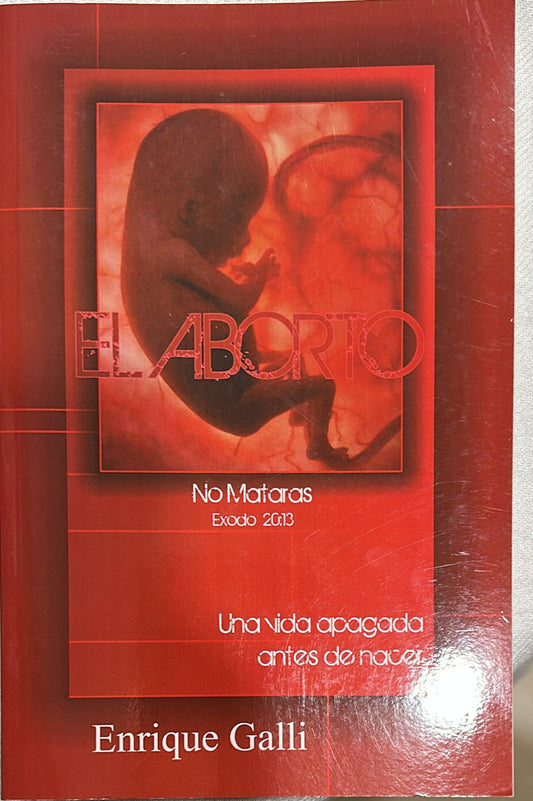 EL ABORTO
No Mataras
Exodo 20:13
Una vida apagada
antes de nacer
Enrique Galli